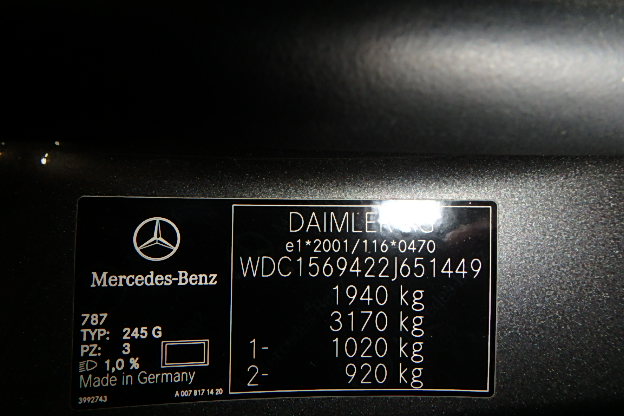 Mercedes-Benz
787
TYP: 245 G
PZ: 3
1,0 %
Made in Germany
3992743
A 007 817 14 20
DAIMLER AG
e1*2001/116*0470
WDC1569422J651449
1940 kg
3170 kg
1- 1020 kg
2- 920 kg